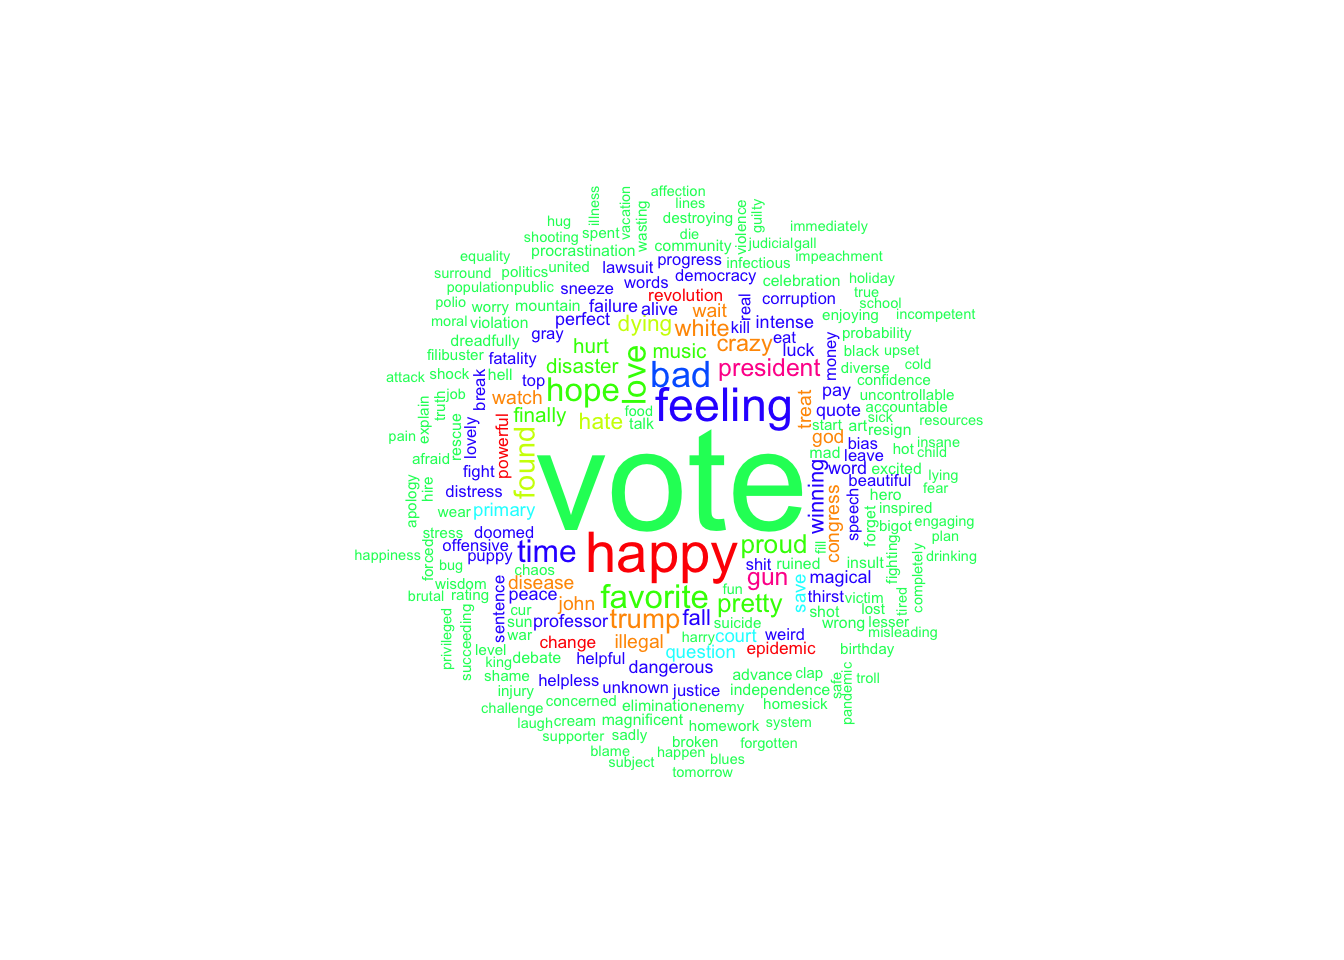 affection
lines
illness
vacation
wasting
hug
destroying
violence
guilty
immediately
shooting
spent
die
community
judicial
gall
equality
procrastination
progress
infectious
impeachment
surround
politics
united
lawsuit
democracy
celebration
holiday
population
public
sneeze
words
revolution
real
corruption
true
school
polio
worry
mountain
failure
alive
wait
enjoying
incompetent
moral
violation
perfect
dying
white
kill
intense
probability
dreadfully
gray
hurt
love
music
crazy
eat
luck
money
black
upset
filibuster
fatality
disaster
bad
president
diverse
cold
attack
shock
hell
top
hope
feeling
treat
pay
confidence
truth
job
break
watch
uncontrollable
explain
finally
hate
food
talk
quote
accountable
sick
resources
pain
rescue
lovely
powerful
found
start
art
resign
god
bias
hot
insane
afraid
mad
leave
child
fight
vote
winning
word
excited
lying
apology
hire
distress
congress
speech
beautiful
hero
fear
wear
primary
forget
inspired
bigot
engaging
stress
doomed
plan
happiness
forced
offensive
puppy
time
happy
proud
fill
fighting
drinking
bug
chaos
shit
ruined
insult
completely
wisdom
disease
gun
magical
brutal
rating
sentence
peace
john
favorite
fun
pretty
save
thirst
victim
tired
cur
shot
lost
privileged
succeeding
sun
professor
trump
fall
suicide
wrong
lesser
war
change
illegal
harry
court
weird
misleading
level
question
epidemic
birthday
king
debate
helpful
dangerous
shame
helpless
unknown
justice
advance
clap
safe
pandemic
troll
injury
independence
challenge
concerned
elimination
enemy
homesick
laugh
cream
magnificent
homework
system
supporter
sadly
broken
forgotten
blame
happen
subject
blues
tomorrow